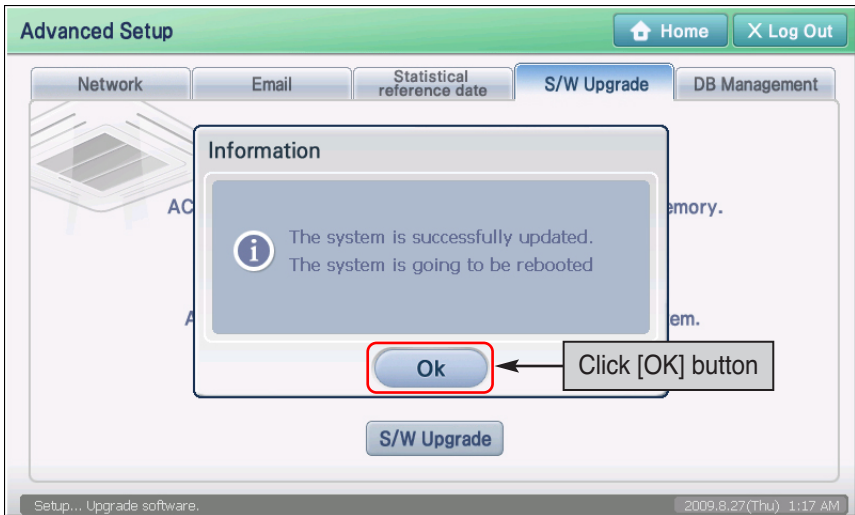 Advanced Setup
Home
X Log Out
Network
Email
Statistical
reference date
S/W Upgrade
DB Management
Information
AC
emory.
The system is successfully updated.
The system is going to be rebooted
A
em.
Ok
Click [OK] button
S/W Upgrade
Setup... Upgrade software.
2009.8.27(Thu) 1:17 AM